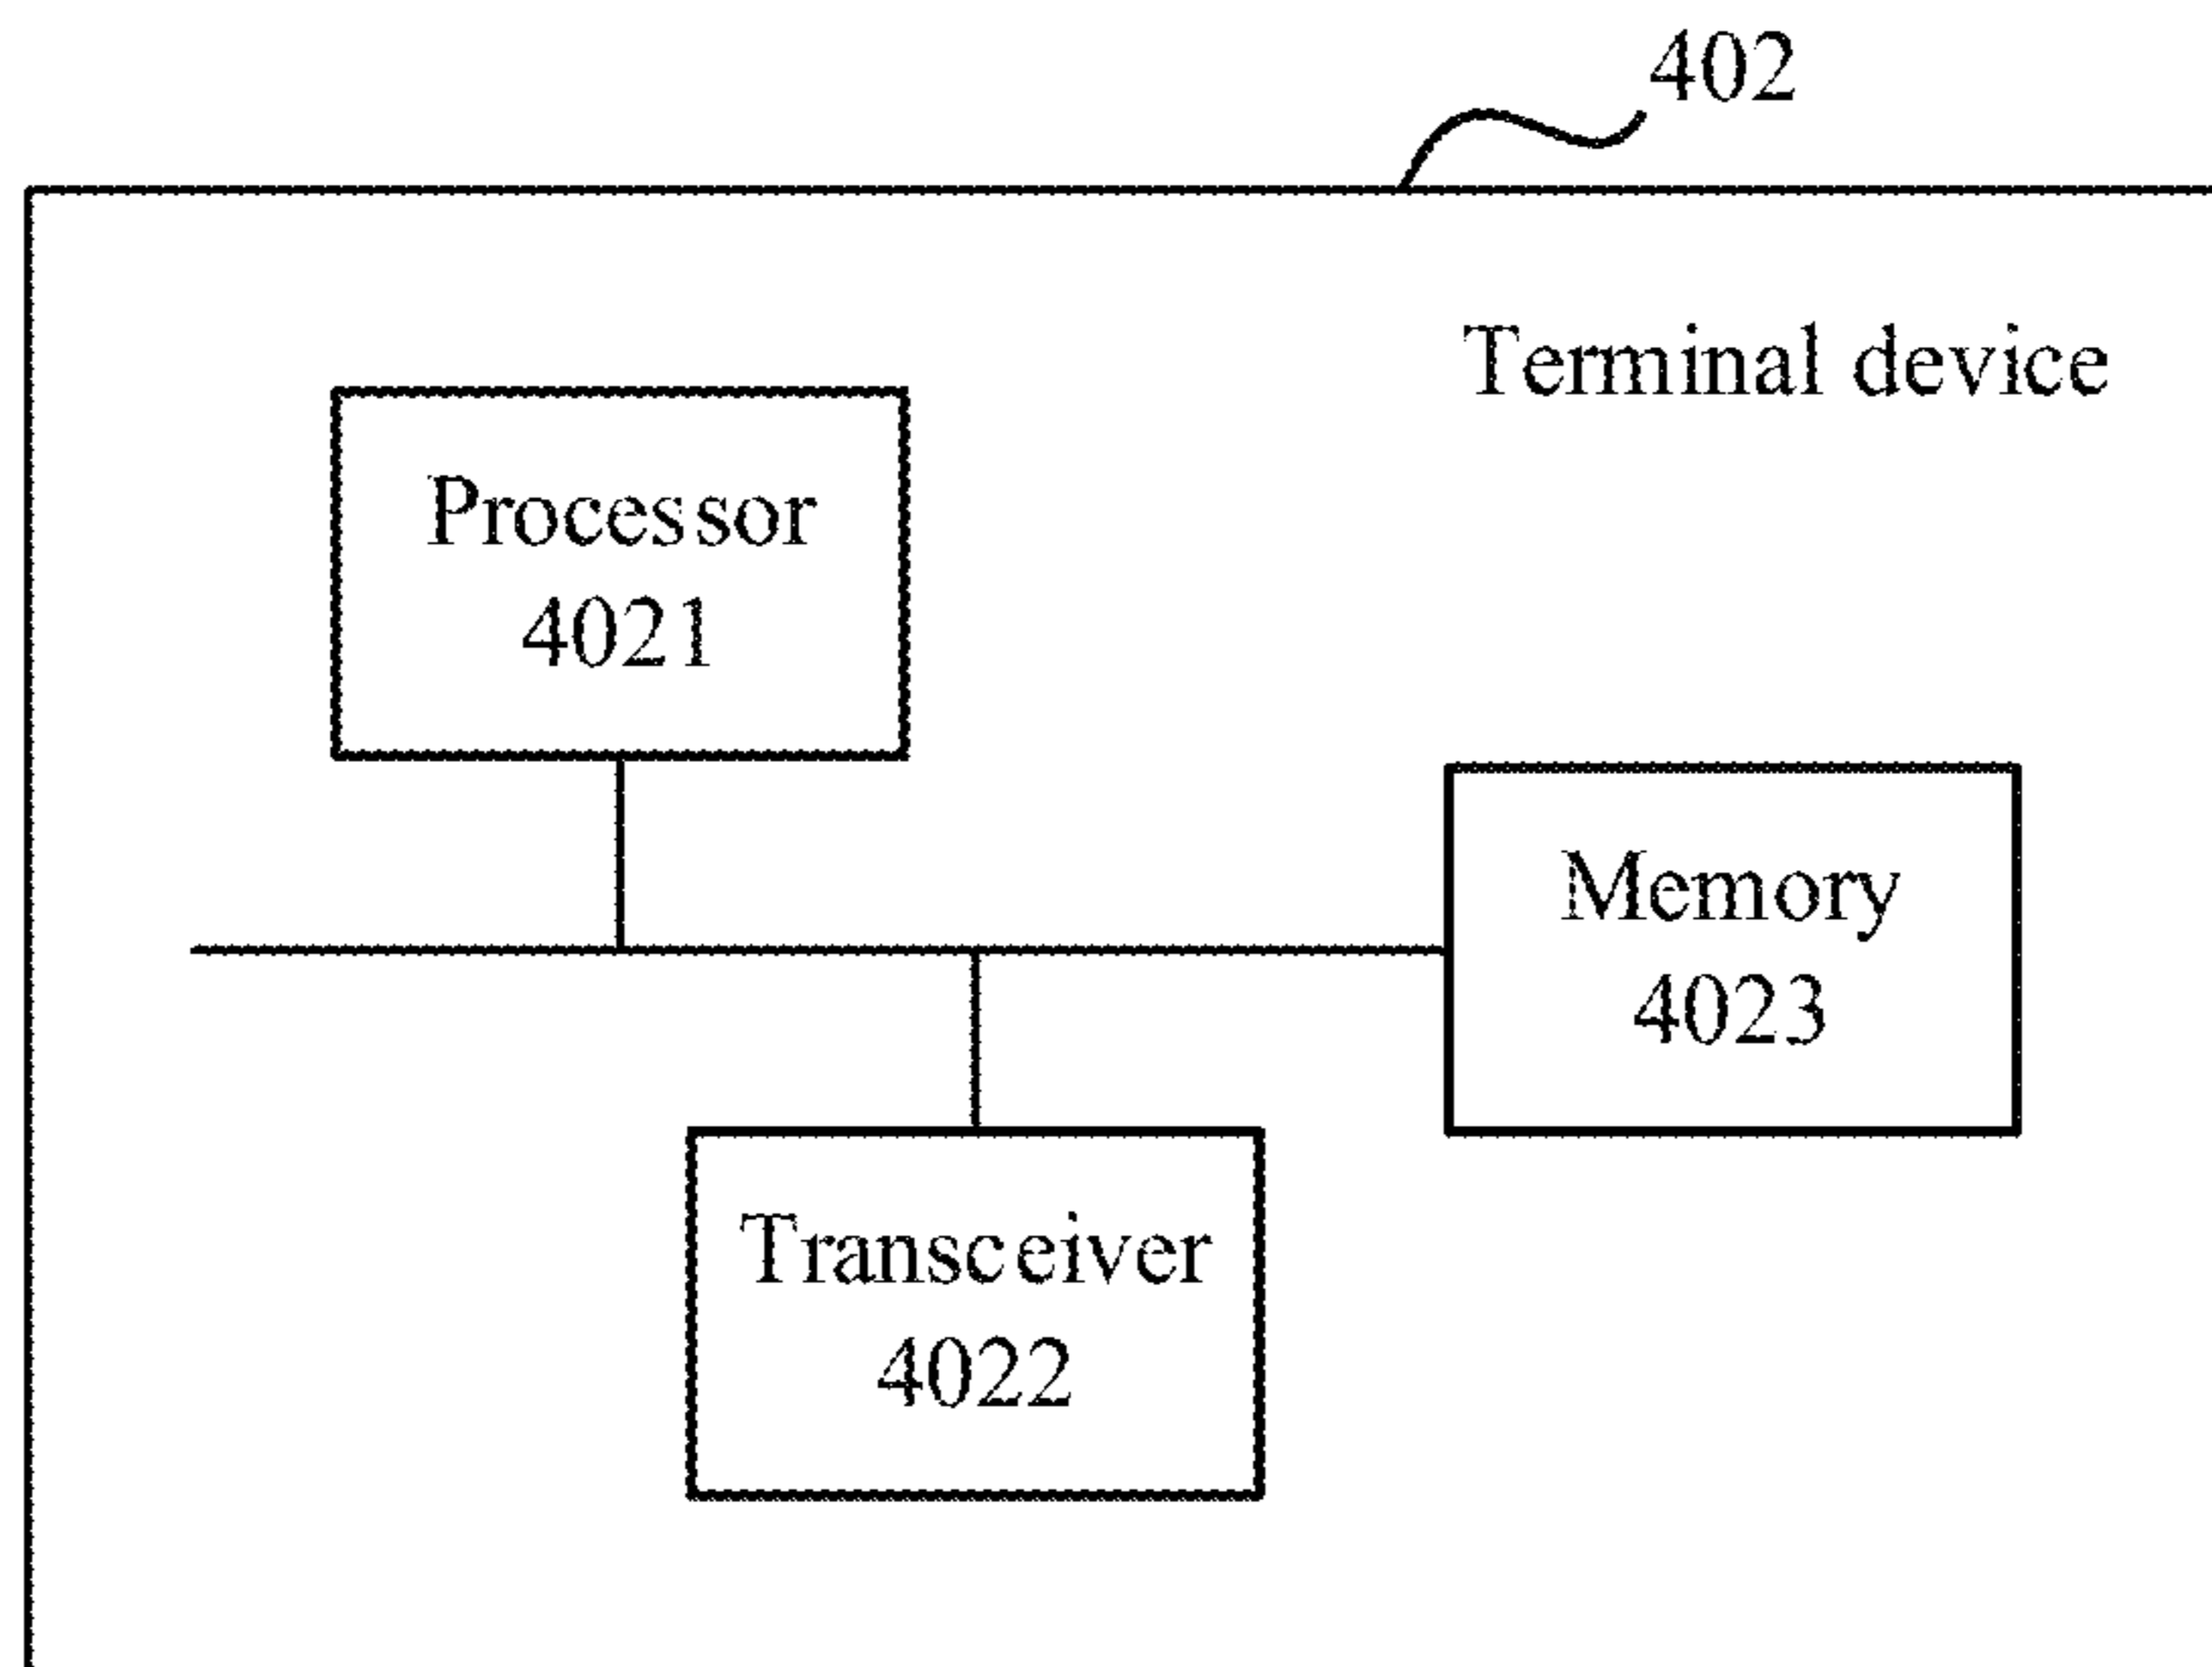 402
Terminal device
Processor
4021
Memory
4023
Transceiver
4022